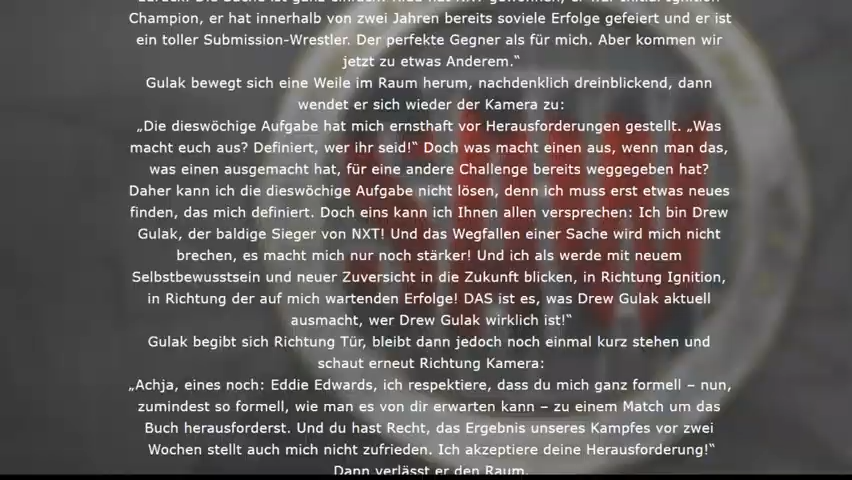 Champion, er hat innerhalb von zwei Jahren bereits soviele Erfolge gefeiert und er ist
ein toller Submission-Wrestler. Der perfekte Gegner als für mich. Aber kommen wir
jetzt zu etwas Anderem.“
Gulak bewegt sich eine Weile im Raum herum, nachdenklich dreinblickend, dann
wendet er sich wieder der Kamera zu:
„Die dieswöchige Aufgabe hat mich ernsthaft vor Herausforderungen gestellt. „Was
macht euch aus? Definiert, wer ihr seid!“ Doch was macht einen aus, wenn man das,
was einen ausgemacht hat, für eine andere Challenge bereits weggegeben hat?
Daher kann ich die dieswöchige Aufgabe nicht lösen, denn ich muss erst etwas neues
finden, das mich definiert. Doch eins kann ich Ihnen allen versprechen: Ich bin Drew
Gulak, der baldige Sieger von NXT! Und das Wegfallen einer Sache wird mich nicht
brechen, es macht mich nur noch stärker! Und ich als werde mit neuem
Selbstbewusstsein und neuer Zuversicht in die Zukunft blicken, in Richtung Ignition,
in Richtung der auf mich wartenden Erfolge! DAS ist es, was Drew Gulak aktuell
ausmacht, wer Drew Gulak wirklich ist!“
Gulak begibt sich Richtung Tür, bleibt dann jedoch noch einmal kurz stehen und
schaut erneut Richtung Kamera:
„Achja, eines noch: Eddie Edwards, ich respektiere, dass du mich ganz formell – nun,
zumindest so formell, wie man es von dir erwarten kann – zu einem Match um das
Buch herausforderst. Und du hast Recht, das Ergebnis unseres Kampfes vor zwei
Wochen stellt auch mich nicht zufrieden. Ich akzeptiere deine Herausforderung!“
Dann verlässt er den Raum.